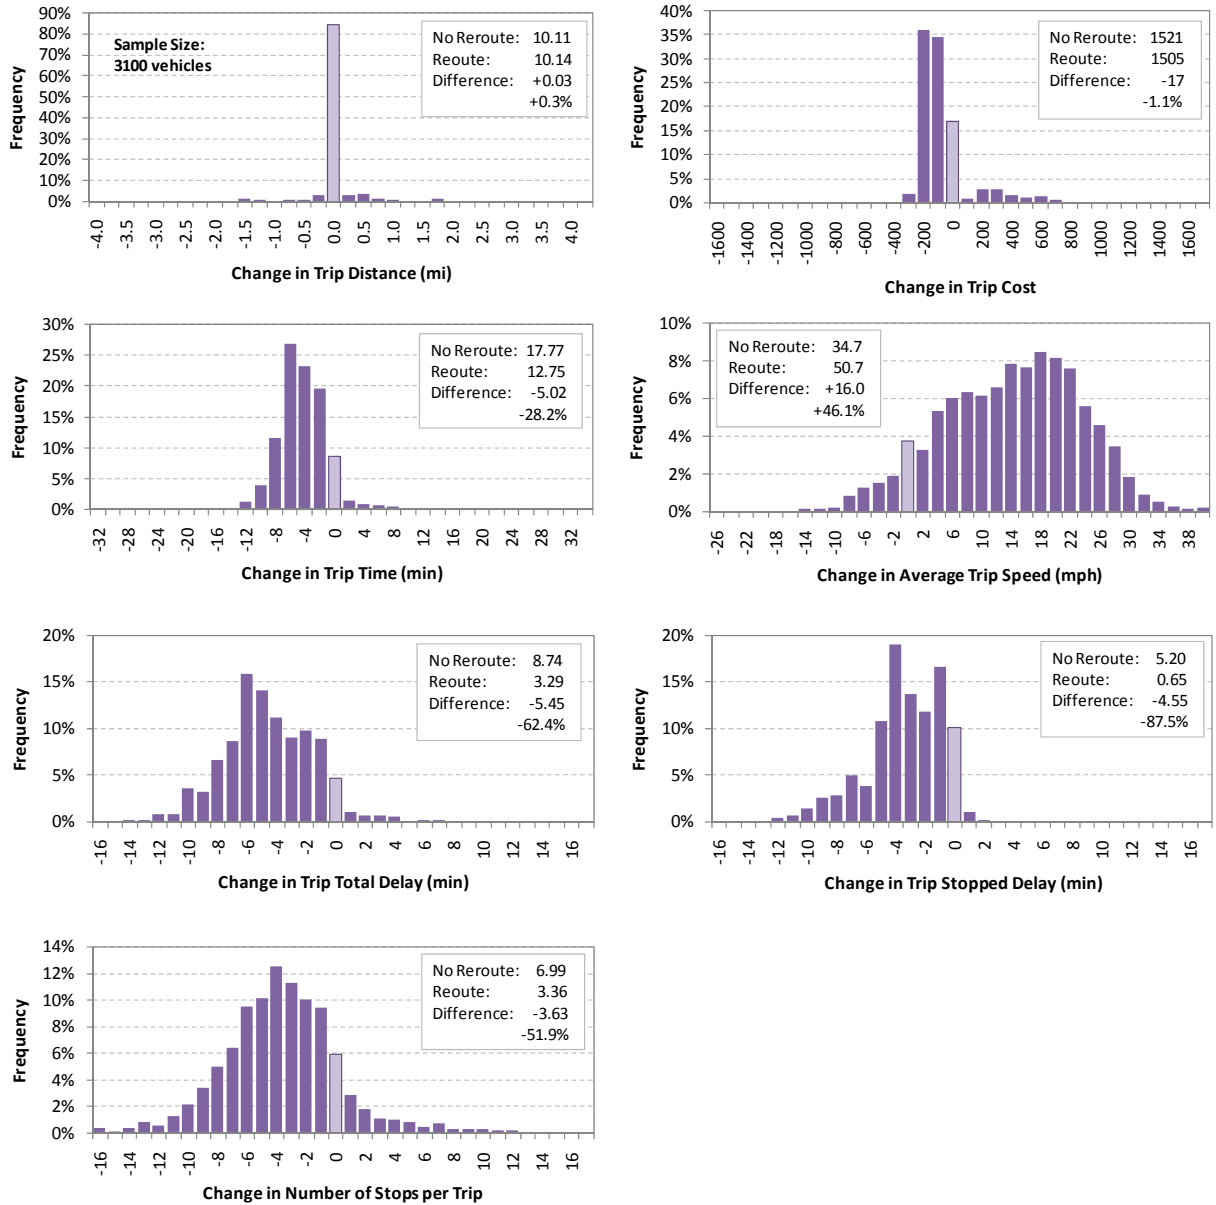 90%
80%
70%
60%
50%
40%
30%
20%
10%
0%
Frequency
Sample Size:
3100 vehicles
No Reroute: 10.11
Reoute: 10.14
Difference: +0.03
+0.3%
-4.0 -3.5 -3.0 -2.5 -2.0 -1.5 -1.0 -0.5 0.0 0.5 1.0 1.5 2.0 2.5 3.0 3.5 4.0
Change in Trip Distance (mi)
40%
35%
30%
25%
20%
15%
10%
5%
0%
Frequency
No Reroute: 1521
Reoute: 1505
Difference: -17
-1.1%
-1600 -1400 -1200 -1000 -800 -600 -400 -200 0 200 400 600 800 1000 1200 1400 1600
Change in Trip Cost
30%
25%
20%
15%
10%
5%
0%
Frequency
No Reroute: 17.77
Reoute: 12.75
Difference: -5.02
-28.2%
-32 -28 -24 -20 -16 -12 -8 -4 0 4 8 12 16 20 24 28 32
Change in Trip Time (min)
10%
8%
6%
4%
2%
0%
Frequency
No Reroute: 34.7
Reoute: 50.7
Difference: +16.0
+46.1%
-26 -22 -18 -14 -10 -6 -2 2 6 10 14 18 22 26 30 34 38
Change in Average Trip Speed (mph)
20%
15%
10%
5%
0%
Frequency
No Reroute: 8.74
Reoute: 3.29
Difference: -5.45
-62.4%
-16 -14 -12 -10 -8 -6 -4 -2 0 2 4 6 8 10 12 14 16
Change in Trip Total Delay (min)
20%
15%
10%
5%
0%
Frequency
No Reroute: 5.20
Reoute: 0.65
Difference: -4.55
-87.5%
-16 -14 -12 -10 -8 -6 -4 -2 0 2 4 6 8 10 12 14 16
Change in Trip Stopped Delay (min)
14%
12%
10%
8%
6%
4%
2%
0%
Frequency
No Reroute: 6.99
Reoute: 3.36
Difference: -3.63
-51.9%
-16 -14 -12 -10 -8 -6 -4 -2 0 2 4 6 8 10 12 14 16
Change in Number of Stops per Trip